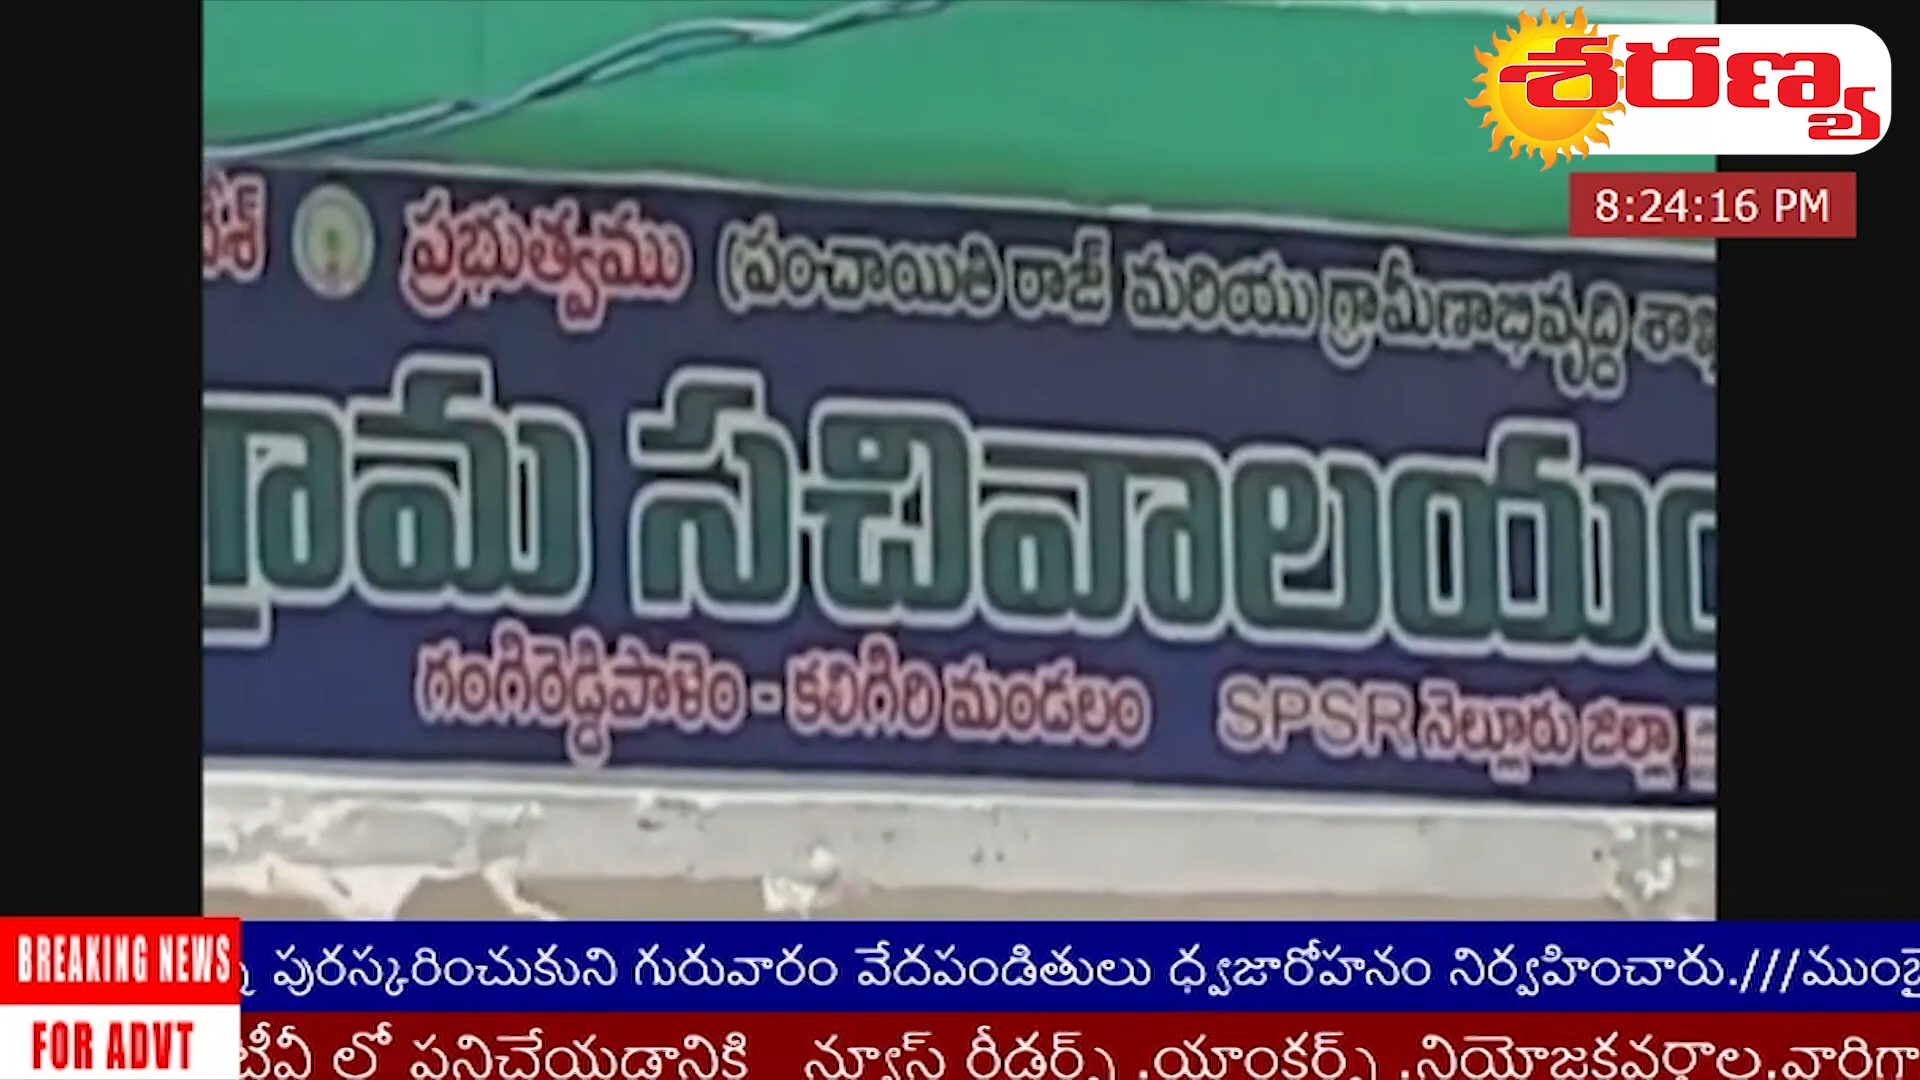 శరణ్య
8:24:16 PM
ప్రభుత్వము (పంచాయితి రాజ్ మరియు గ్రామీణాభివృద్ది
గ్రామ సచివాలయం
గంగిరెడ్డిపాళెం - కలిగిరి మండలం SPSR నెల్లూరు జిల్లా
BREAKING NEWS పురస్కరించుకుని గురువారం వేదపండితులు ధ్వజారోహనం నిర్వహించారు.///ముంబై
FOR ADVT టీవీ లో పనిచేయడానికి న్యూస్ రీడర్స్ .యాంకర్స్ .నియోజకవర్గాల.వారిగా